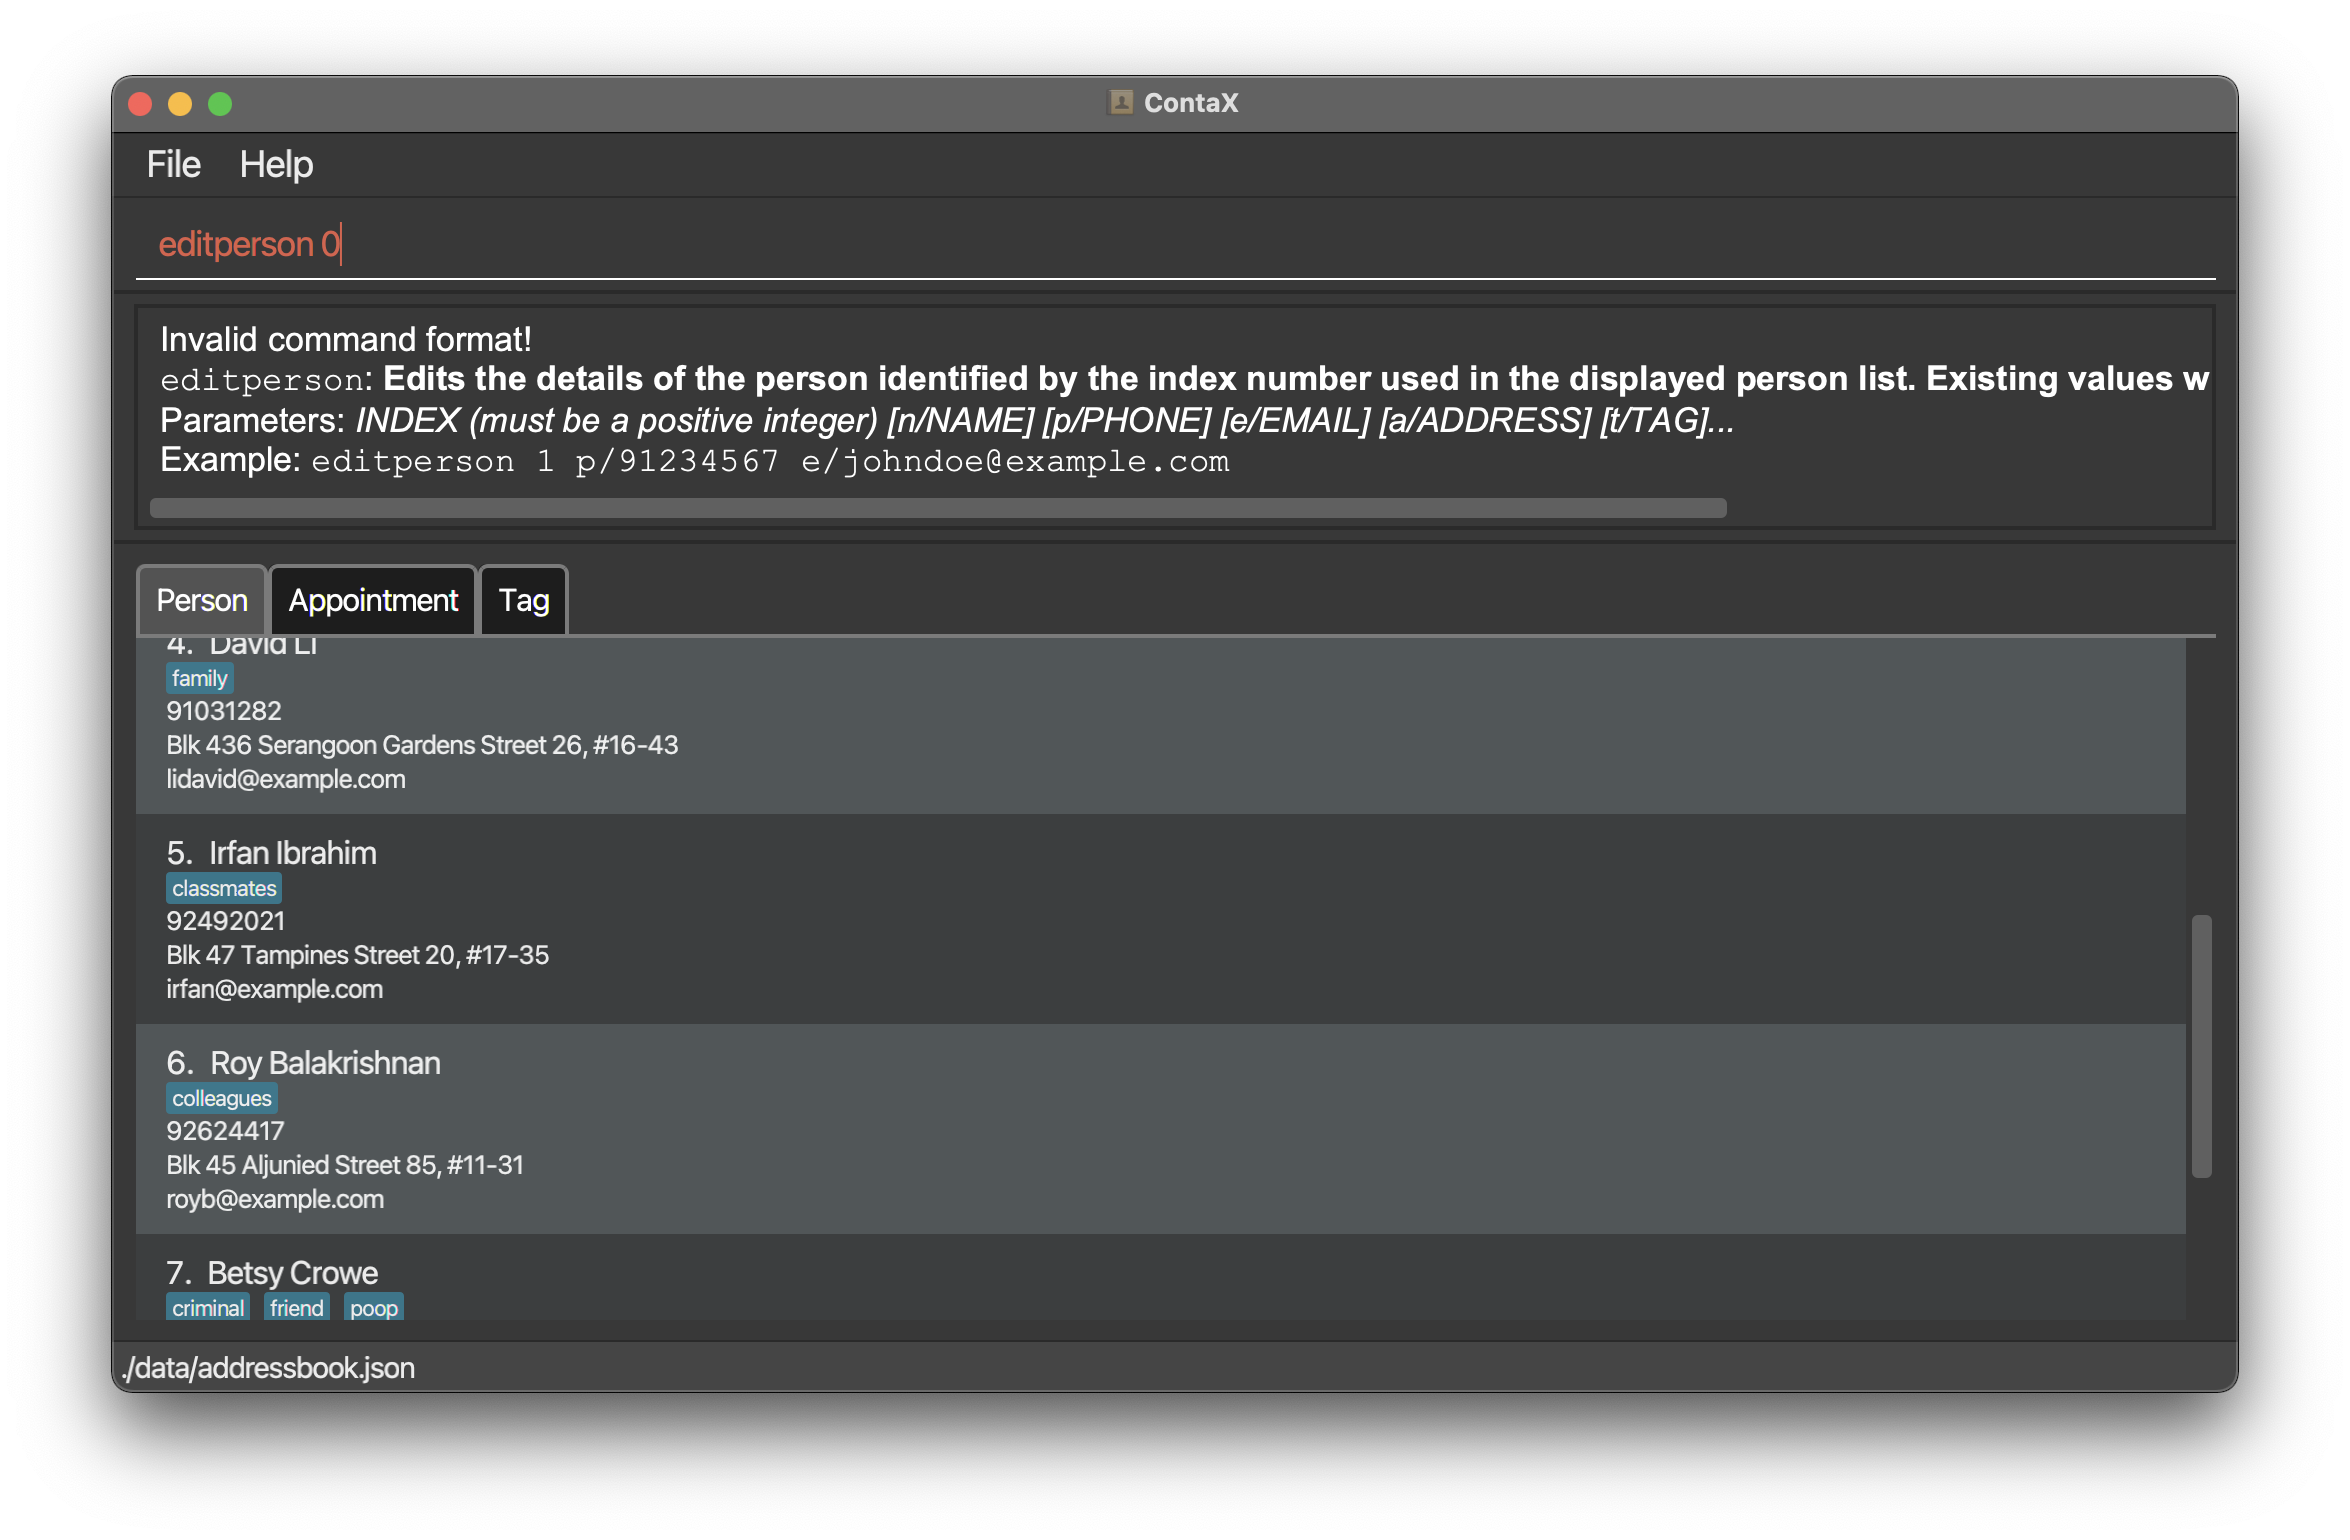 ContaX
File Help
editperson 0
Invalid command format!
editperson: Edits the details of the person identified by the index number used in the displayed person list. Existing values w
Parameters: INDEX (must be a positive integer) [n/NAME] [p/PHONE] [e/EMAIL] [a/ADDRESS] [t/TAG]...
Example: editperson 1 p/91234567 e/johndoe@example.com
Person Appointment Tag
4. David Li
family
91031282
Blk 436 Serangoon Gardens Street 26, #16-43
lidavid@example.com
5. Irfan Ibrahim
classmates
92492021
Blk 47 Tampines Street 20, #17-35
irfan@example.com
6. Roy Balakrishnan
colleagues
92624417
Blk 45 Aljunied Street 85, #11-31
royb@example.com
7. Betsy Crowe
criminal friend poop
./data/addressbook.json